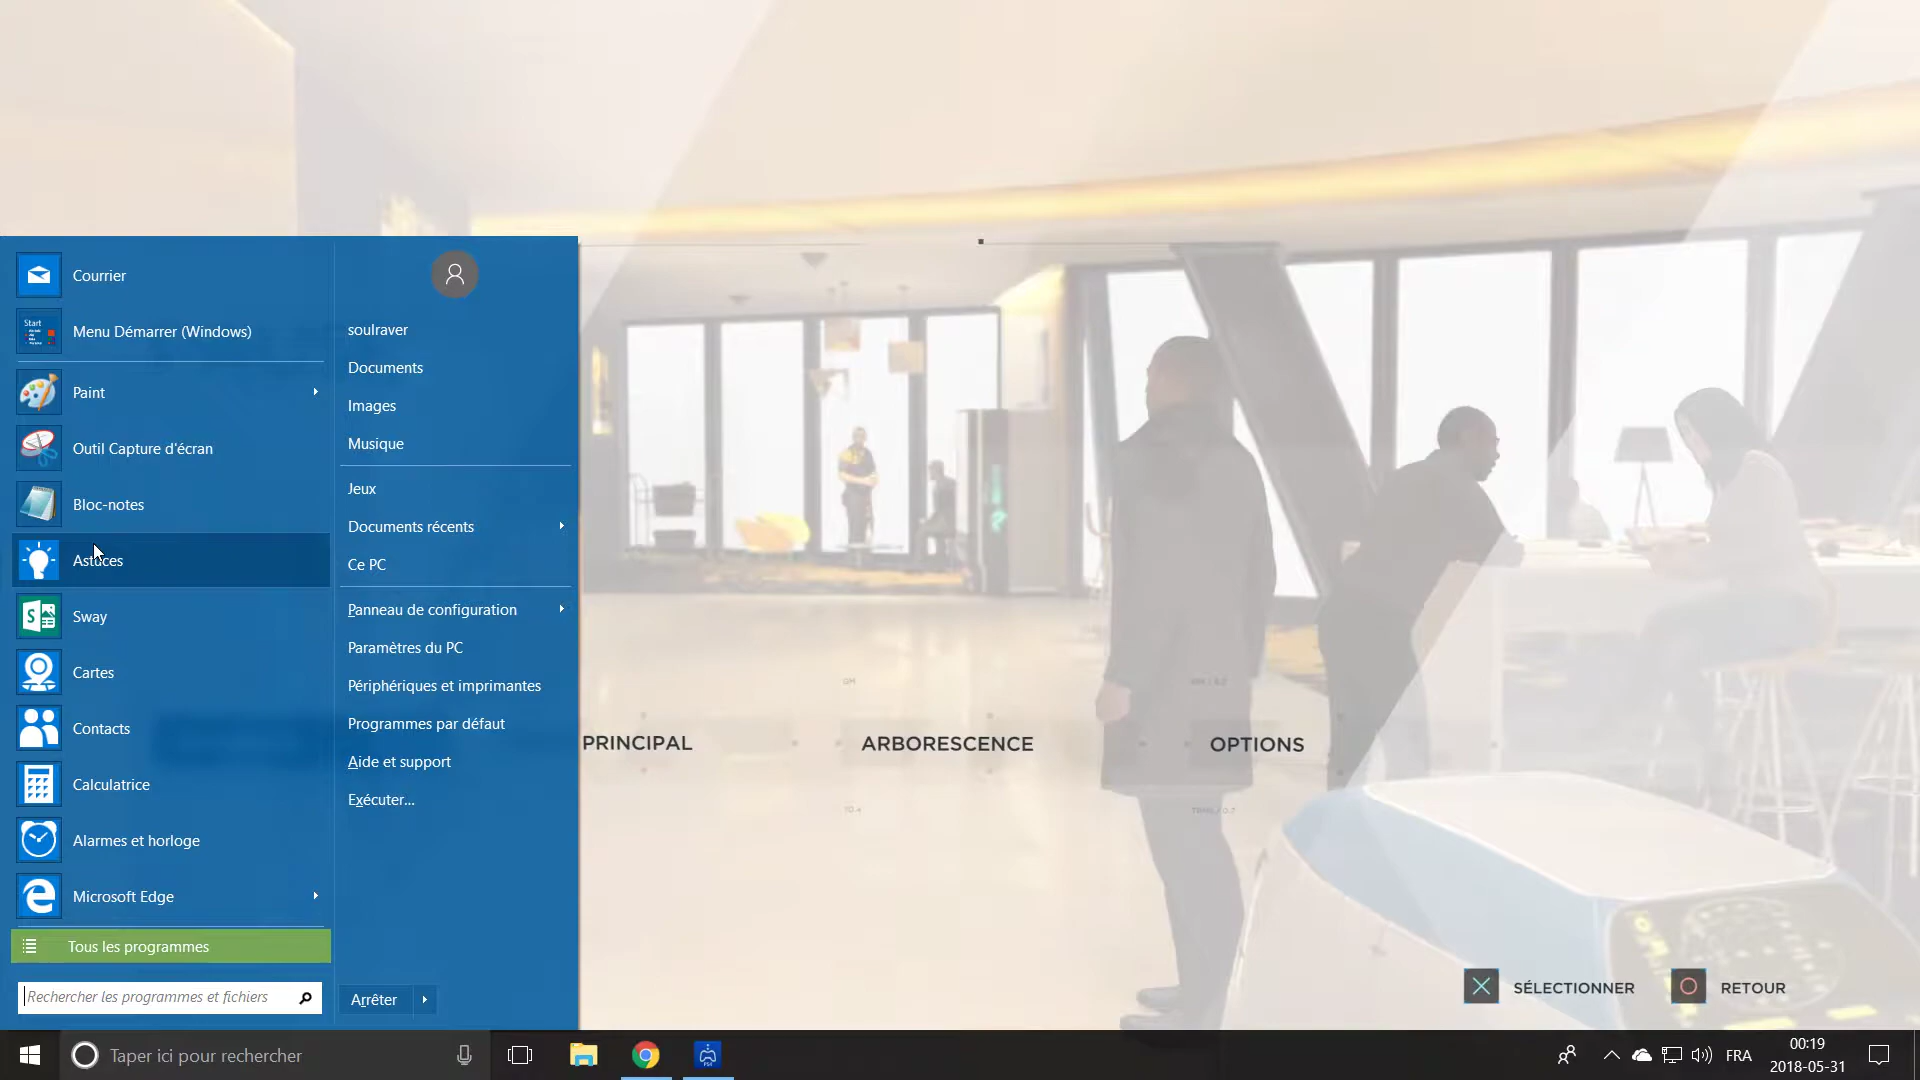 Courrier
Start
Menu Démarrer (Windows)
Paint
Outil Capture d'écran
Bloc-notes
Astuces
Sway
Cartes
Contacts
Calculatrice
Alarmes et horloge
Microsoft Edge
Tous les programmes
Rechercher les programmes et fichiers
soulraver
Documents
Images
Musique
Jeux
Documents récents
Ce PC
Panneau de configuration
Paramètres du PC
Périphériques et imprimantes
Programmes par défaut
Aide et support
Exécuter...
Arrêter
PRINCIPAL
ARBORESCENCE
OPTIONS
SÉLECTIONNER
RETOUR
Taper ici pour rechercher
FRA
00:19
2018-05-31